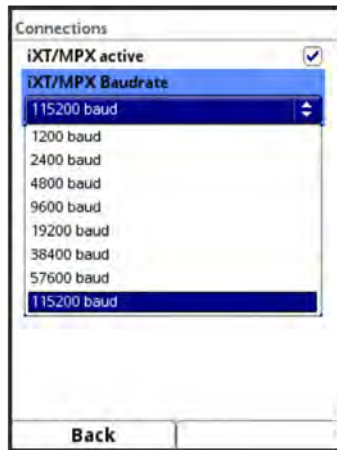 Connections
iXT/MPX active
iXT/MPX Baudrate
115200 baud
1200 baud
2400 baud
4800 baud
9600 baud
19200 baud
38400 baud
57600 baud
115200 baud
Back